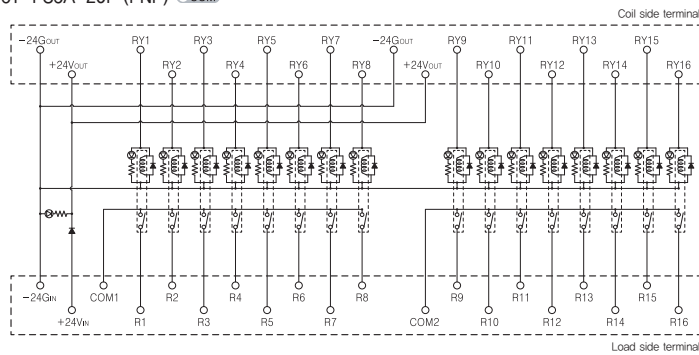 (PNP)
Coil side terminal
-24GOUT RY1 RY3 RY5 RY7 -24GOUT RY9 RY11 RY13 RY15
+24VOUT RY2 RY4 RY6 RY8 +24VOUT RY10 RY12 RY14 RY16
-24GIN COM1 R2 R4 R6 R8 R9 R11 R13 R15
+24VIN R1 R3 R5 R7 COM2 R10 R12 R14 R16
Load side terminal